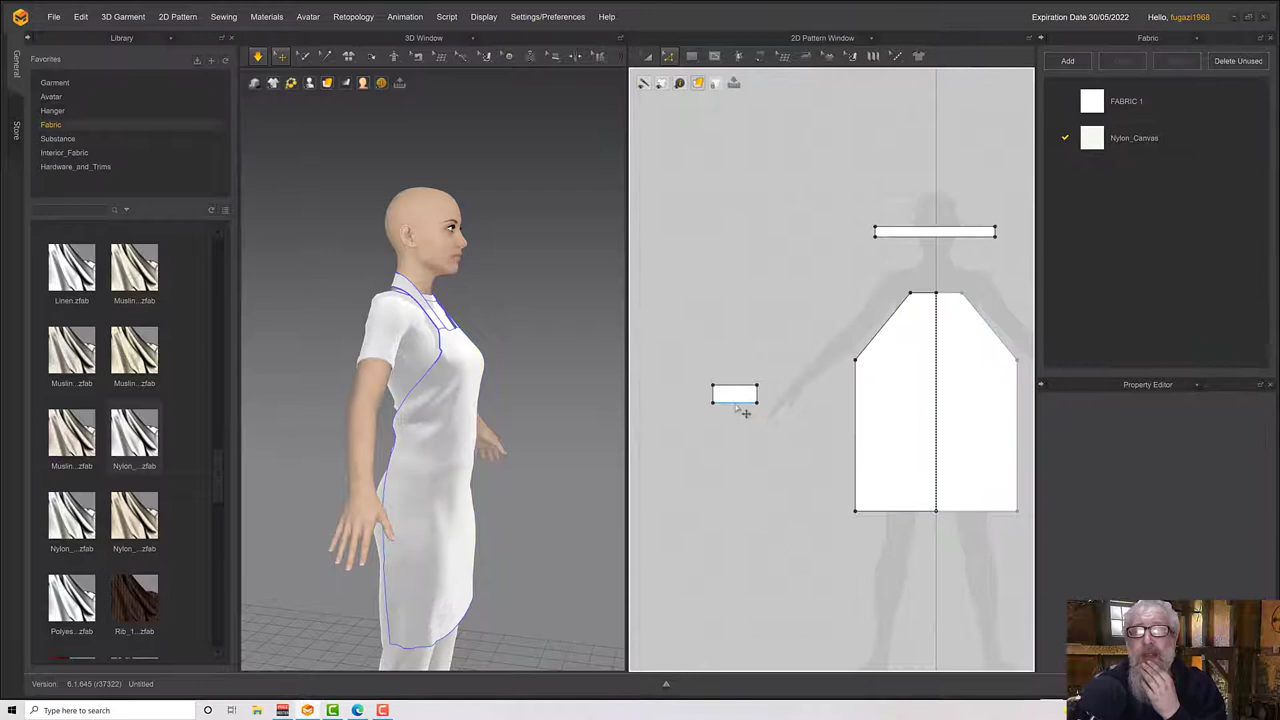 File Edit 3D Garment 2D Pattern Sewing Materials Avatar Retopology Animation Script Display Settings/Preferences Help Expiration Date 30/05/2022 Hello, fugazi1968
Library 3D Window 2D Pattern Window Fabric
General
Store
Favorites
Garment
Avatar
Hanger
Fabric
Substance
Interior_Fabric
Hardware_and_Trims
Linen.zfab Muslin...zfab
Muslin...zfab Muslin...zfab
Muslin...zfab Nylon_...zfab
Nylon_...zfab Nylon_...zfab
Polyes...zfab Rib_1...zfab
Add Delete Unused
FABRIC 1
Nylon_Canvas
Property Editor
Version: 6.1.645 (r37322) Untitled
Type here to search